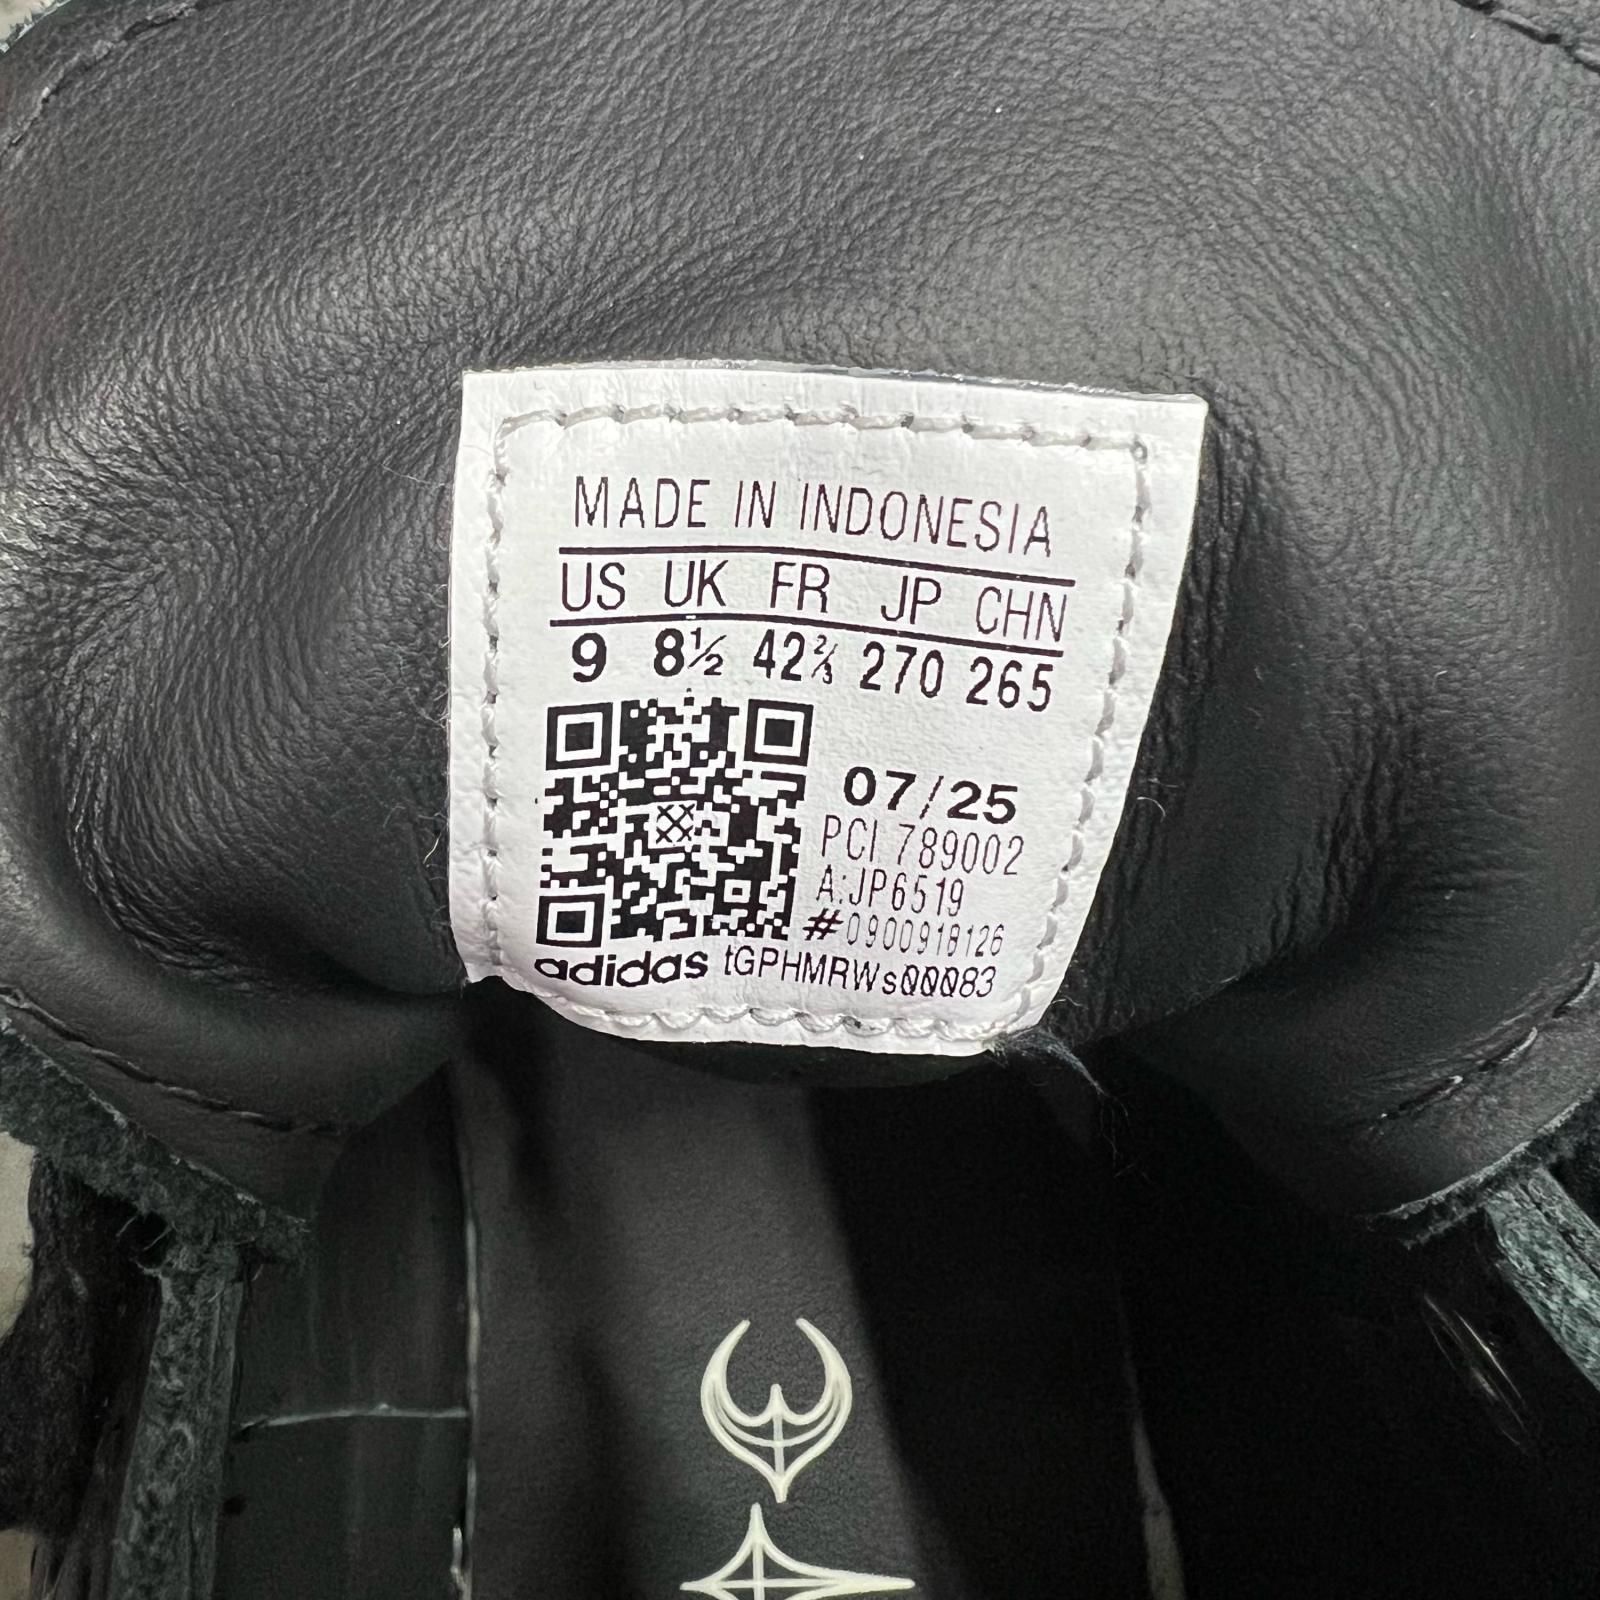 MADE IN INDONESIA
US UK FR JP CHN
9 8½ 42⅔ 270 265
07/25
PCI 789002
A:JP6519
#0900918126
adidas tGPHMRWs00083